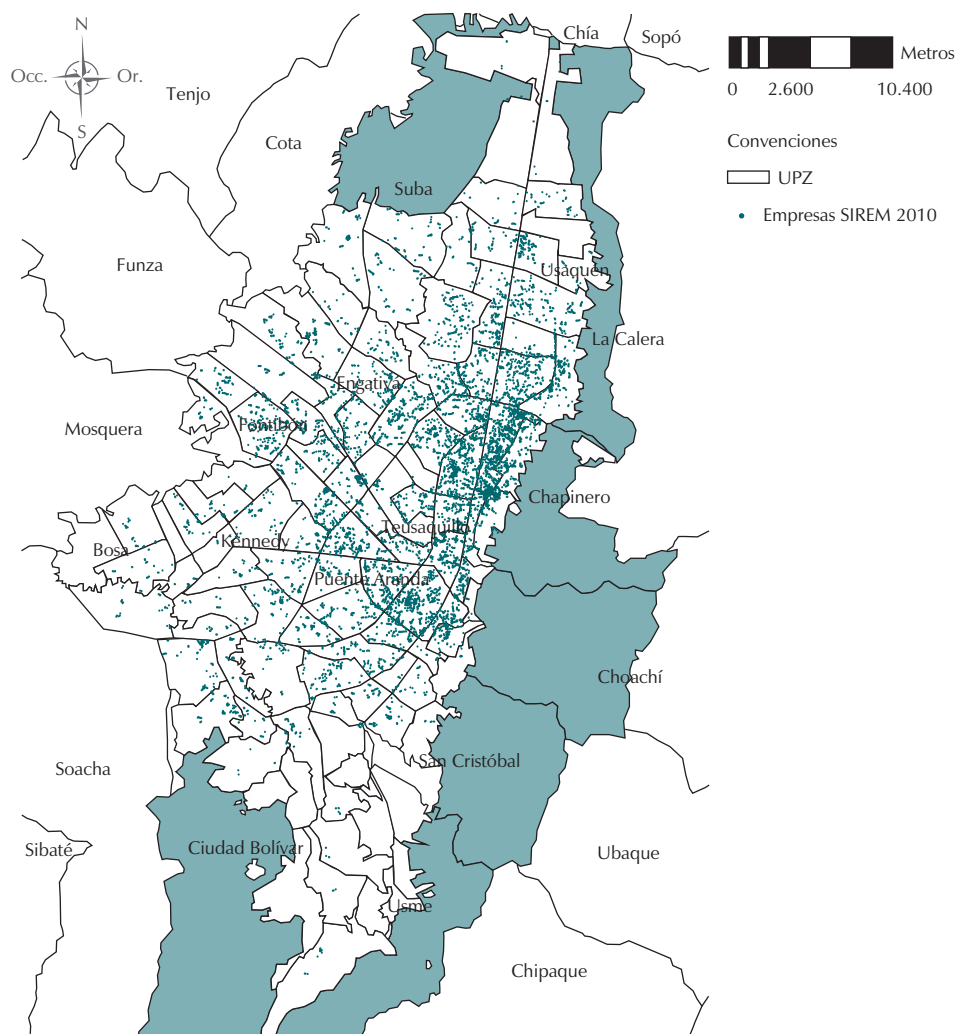 N
Occ.
Or.
S
Chía
Sopó
Metros
0
2.600
10.400
Tenjo
Cota
Convenciones
UPZ
Empresas SIREM 2010
Suba
Funza
Usaquén
La Calera
Engativá
Mosquera
Fontibón
Chapinero
Teusaquillo
Kennedy
Bosa
Puente Aranda
Choachí
San Cristóbal
Soacha
Ciudad Bolívar
Sibaté
Ubaque
Usme
Chipaque